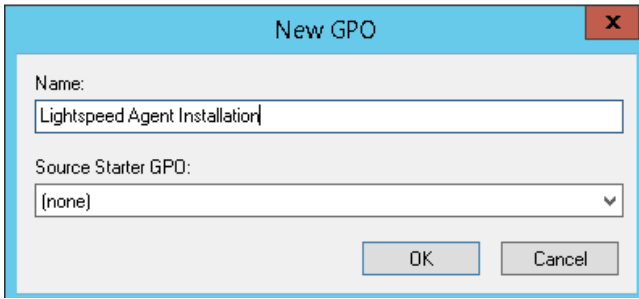 New GPO
x
Name:
Lightspeed Agent Installation
Source Starter GPO:
(none)
OK Cancel